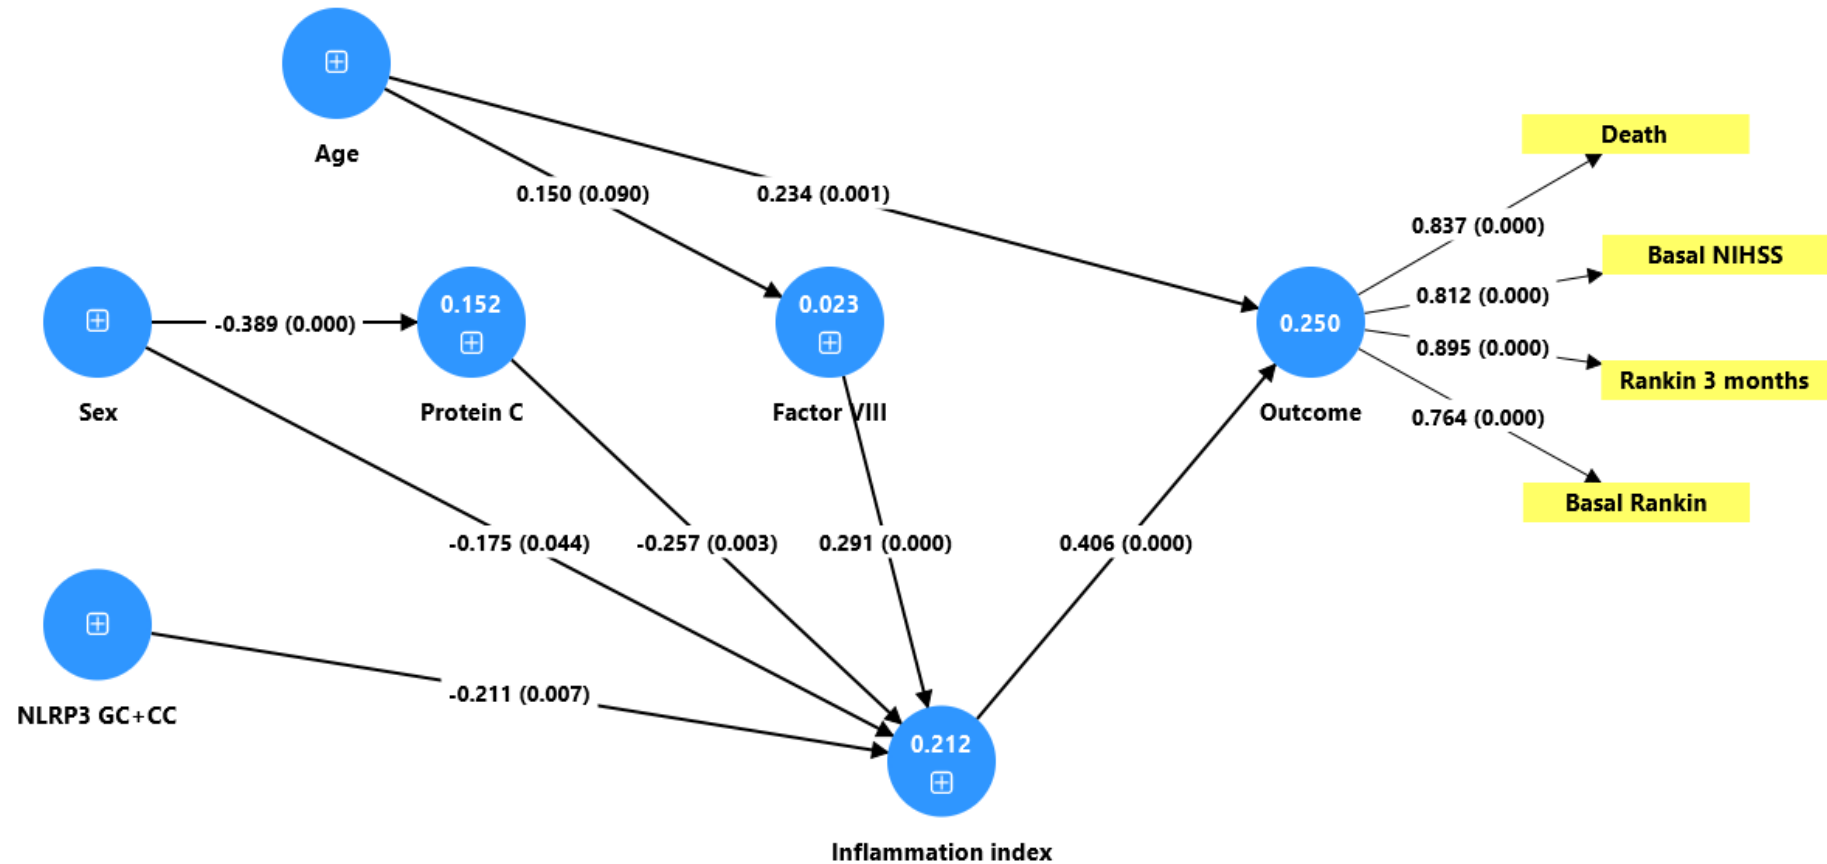 Age
Death
0.150 (0.090)
0.234 (0.001)
0.837 (0.000)
Basal NIHSS
-0.389 (0.000)
0.152
0.023
0.250
0.812 (0.000)
0.895 (0.000)
Rankin 3 months
Sex
Protein C
Factor VIII
Outcome
0.764 (0.000)
Basal Rankin
-0.175 (0.044)
-0.257 (0.003)
0.291 (0.000)
0.406 (0.000)
-0.211 (0.007)
NLRP3 GC+CC
0.212
Inflammation index